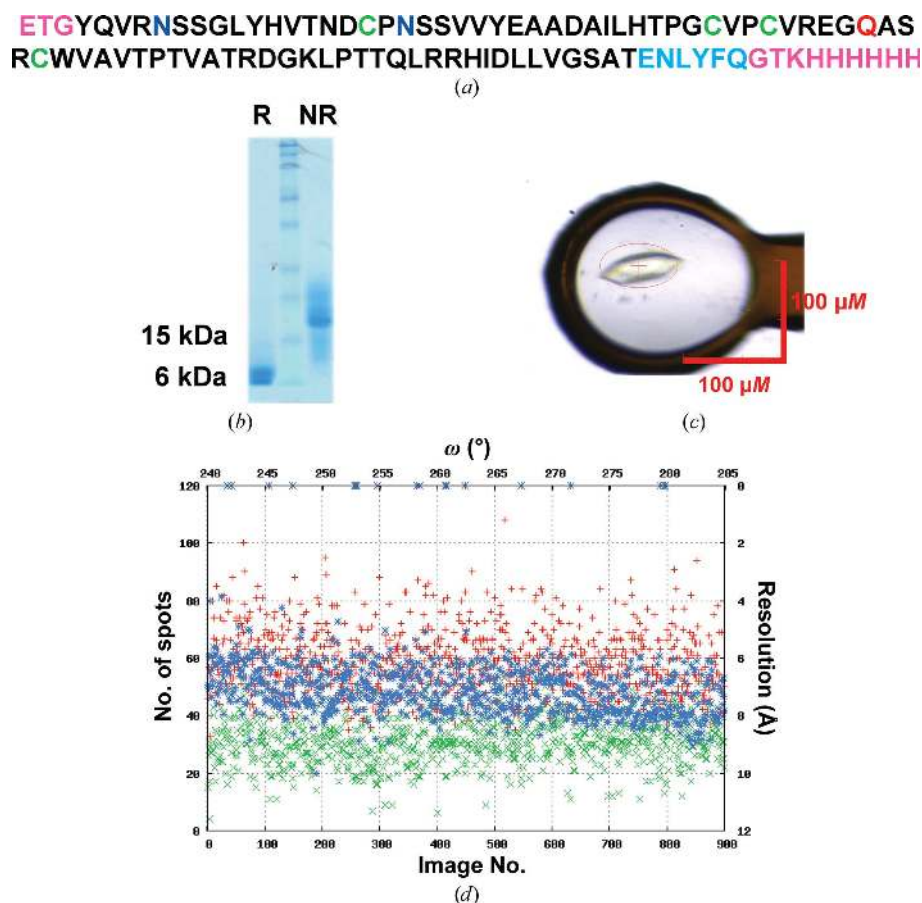 ETGYQVRNSSGLYHVTNDCPNSSVVYEAADAILHTPGCVPCVREGQAS
RCWVAVTPTVATRDGKLPTTQLRRHIDLLVGSATENLYFQGTKHHHHHH
(a)
R NR
15 kDa
6 kDa
(b)
100 µM
100 µM
(c)
ω (°)
240 245 250 255 260 265 270 275 280 285
120 0
100 2
80 4
60 6
40 8
20 10
0 12
No. of spots
Resolution (Å)
0 100 200 300 400 500 600 700 800 900
Image No.
(d)